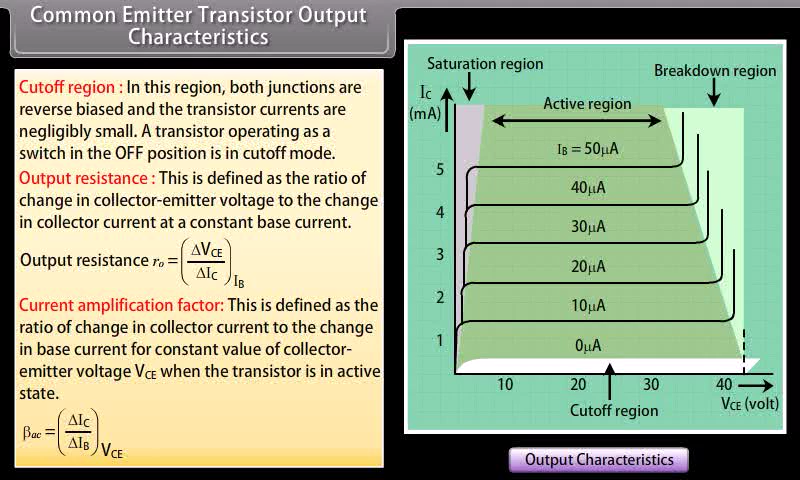 Common Emitter Transistor Output
Characteristics
Cutoff region : In this region, both junctions are
reverse biased and the transistor currents are
negligibly small. A transistor operating as a
switch in the OFF position is in cutoff mode.
Output resistance : This is defined as the ratio of
change in collector-emitter voltage to the change
in collector current at a constant base current.
Output resistance r₀ = (ΔV_CE / ΔI_C) I_B
Current amplification factor: This is defined as the
ratio of change in collector current to the change
in base current for constant value of collector-
emitter voltage V_CE when the transistor is in active
state.
β_ac = (ΔI_C / ΔI_B) V_CE
Saturation region
Breakdown region
I_C
(mA)
Active region
I_B = 50μA
5
40μA
4
30μA
3
20μA
2
10μA
1
0μA
10 20 30 40
V_CE (volt)
Cutoff region
Output Characteristics